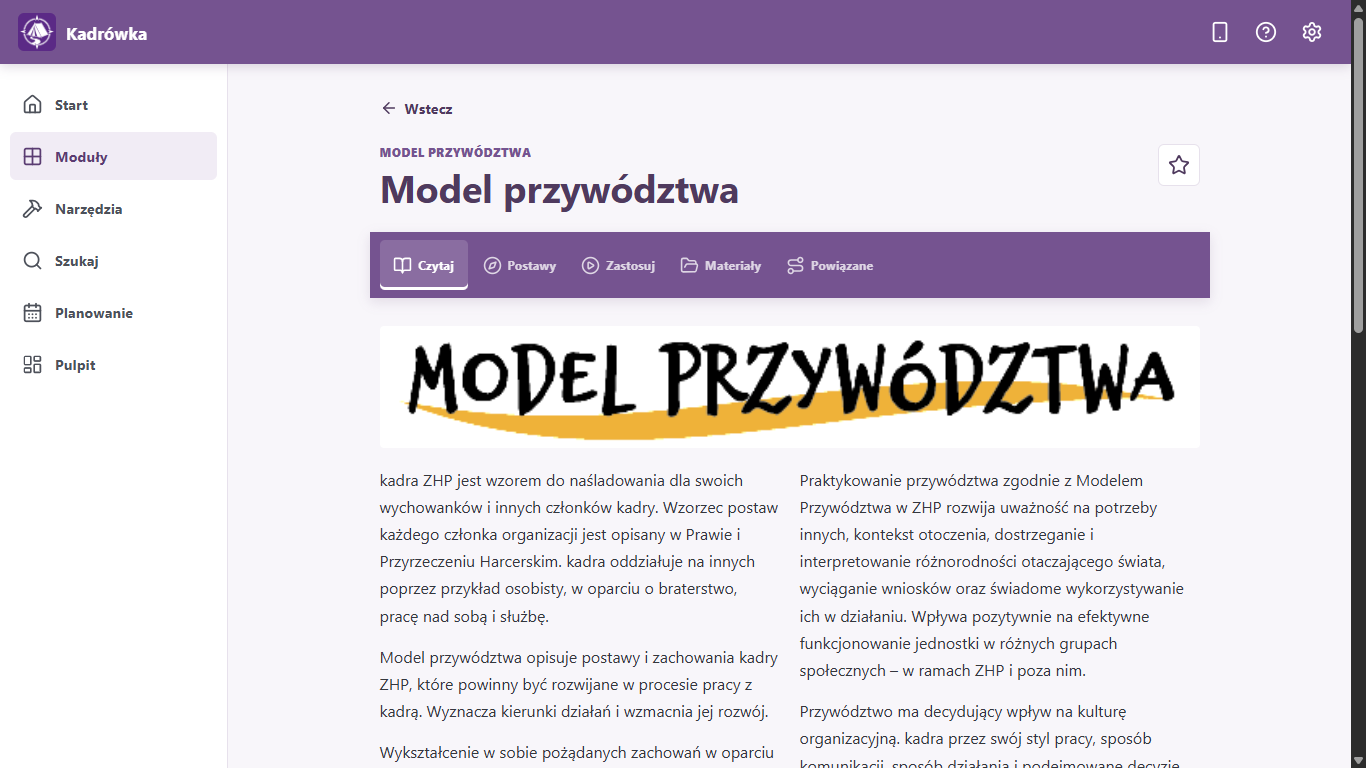 Kadrówka
Start
Moduły
Narzędzia
Szukaj
Planowanie
Pulpit
Wstecz
MODEL PRZYWÓDZTWA
Model przywództwa
Czytaj
Postawy
Zastosuj
Materiały
Powiązane
MODEL PRZYWÓDZTWA
kadra ZHP jest wzorem do naśladowania dla swoich
wychowanków i innych członków kadry. Wzorzec postaw
każdego członka organizacji jest opisany w Prawie i
Przyrzeczeniu Harcerskim. kadra oddziałuje na innych
poprzez przykład osobisty, w oparciu o braterstwo,
pracę nad sobą i służbę.
Model przywództwa opisuje postawy i zachowania kadry
ZHP, które powinny być rozwijane w procesie pracy z
kadrą. Wyznacza kierunki działań i wzmacnia jej rozwój.
Wykształcenie w sobie pożądanych zachowań w oparciu
Praktykowanie przywództwa zgodnie z Modelem
Przywództwa w ZHP rozwija uważność na potrzeby
innych, kontekst otoczenia, dostrzeganie i
interpretowanie różnorodności otaczającego świata,
wyciąganie wniosków oraz świadome wykorzystywanie
ich w działaniu. Wpływa pozytywnie na efektywne
funkcjonowanie jednostki w różnych grupach
społecznych – w ramach ZHP i poza nim.
Przywództwo ma decydujący wpływ na kulturę
organizacyjną. kadra przez swój styl pracy, sposób
komunikacji, sposób działania i podejmowane decyzje